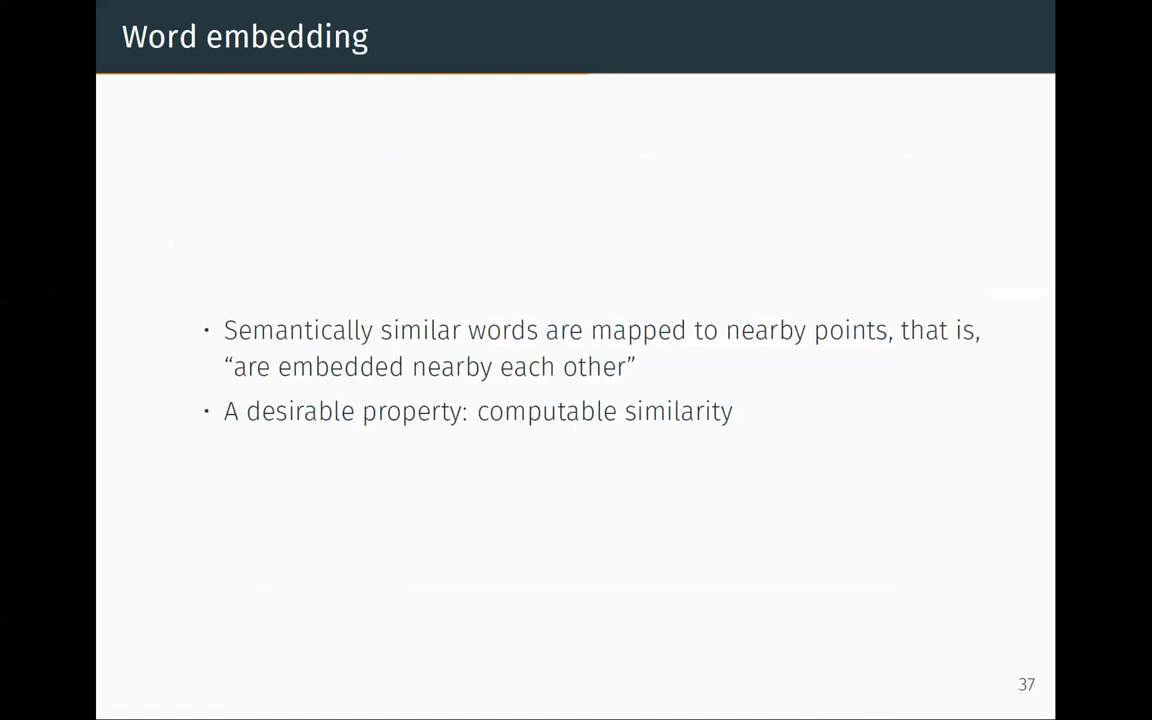 Word embedding
• Semantically similar words are mapped to nearby points, that is,
“are embedded nearby each other”
• A desirable property: computable similarity
37